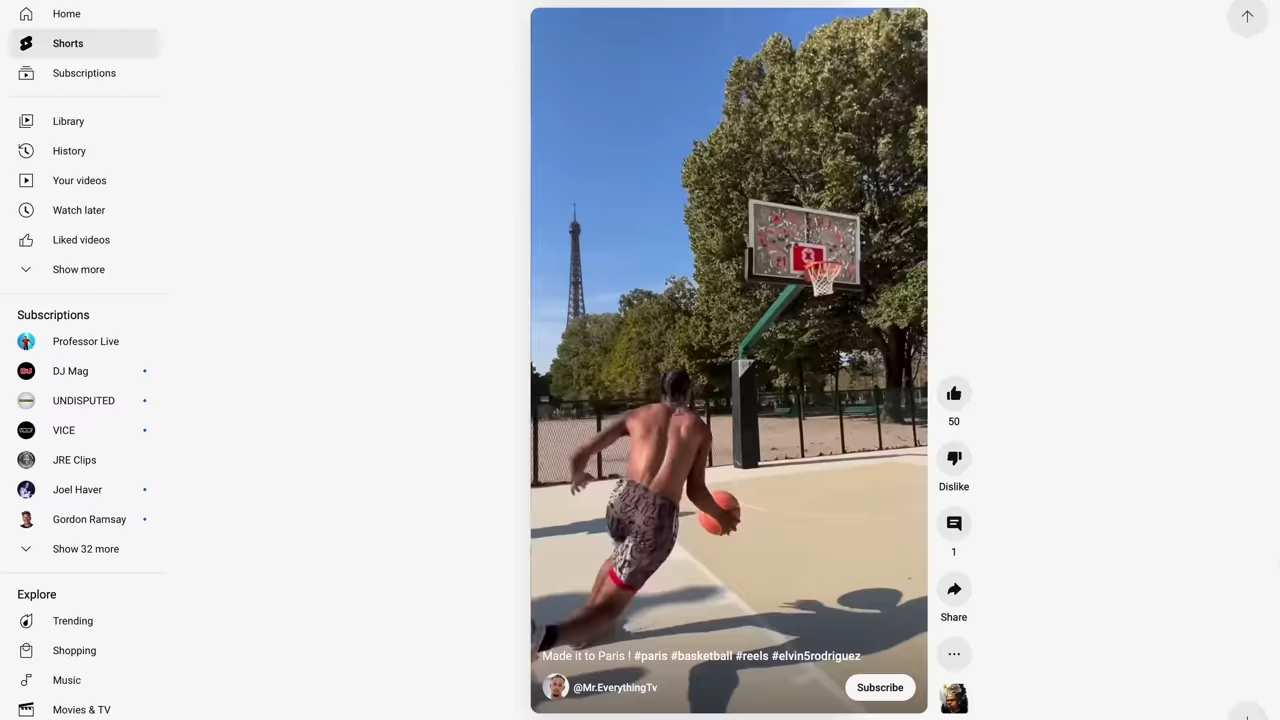 Home
Shorts
Subscriptions
Library
History
Your videos
Watch later
Liked videos
Show more
Subscriptions
Professor Live
DJ Mag
UNDISPUTED
VICE
JRE Clips
Joel Haver
Gordon Ramsay
Show 32 more
Explore
Trending
Shopping
Music
Movies & TV
Made it to Paris ! #paris #basketball #reels #elvin5rodriguez
@Mr.EverythingTv
Subscribe
50
Dislike
1
Share